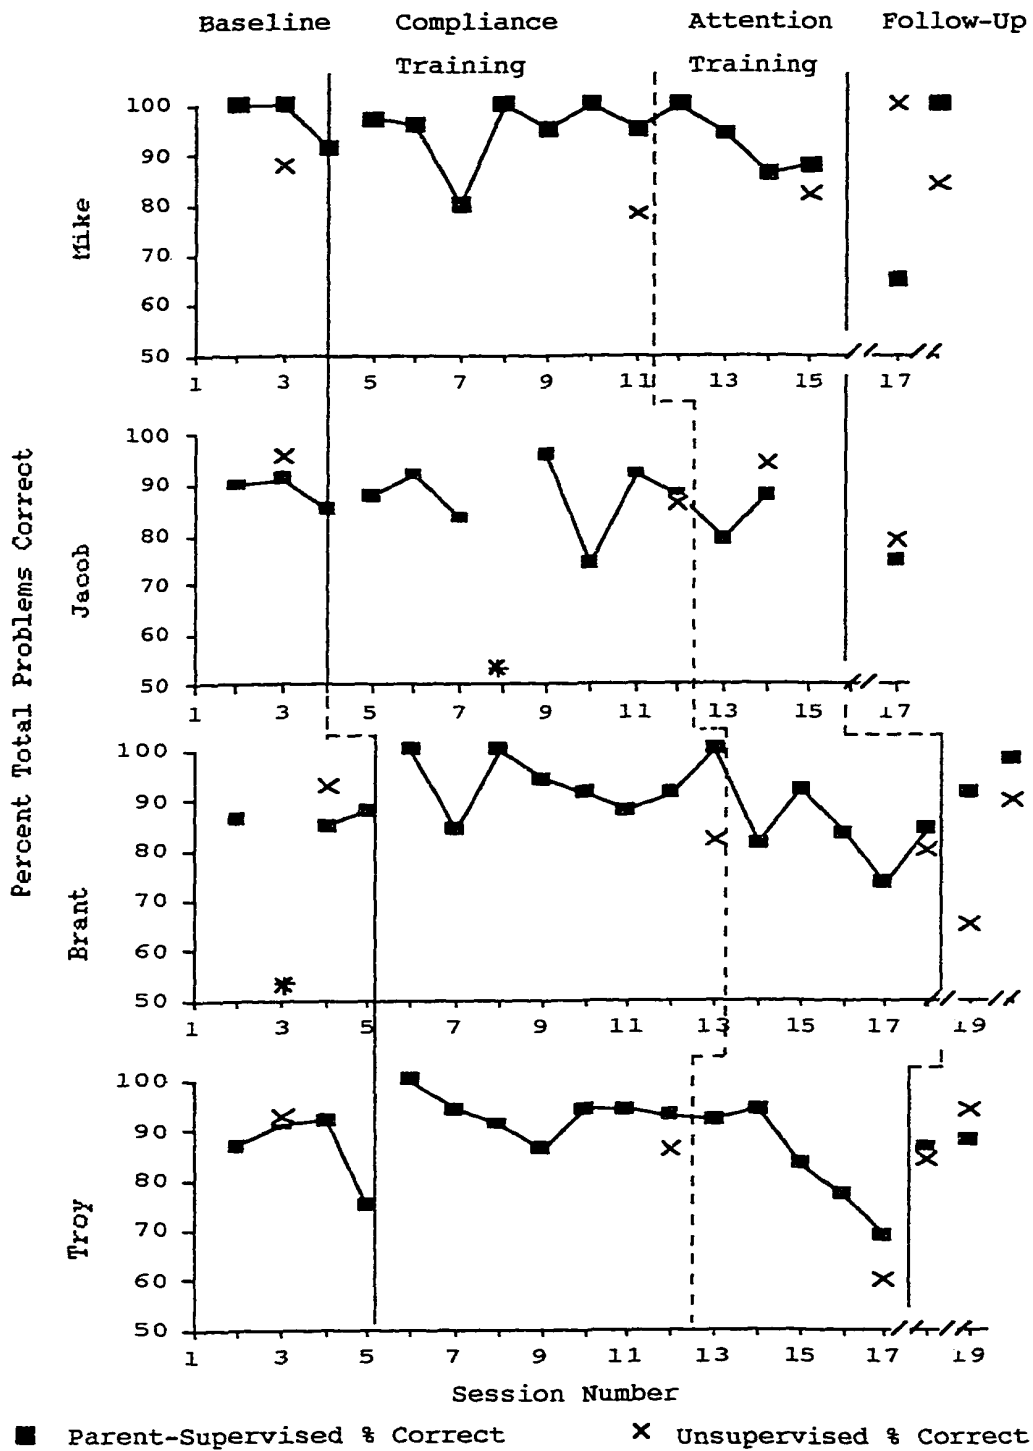 Baseline Compliance Training Attention Training Follow-Up
Percent Total Problems Correct
Mike
100
90
80
70
60
50
1 3 5 7 9 11 13 15 17
Jacob
100
90
80
70
60
50
1 3 5 7 9 11 13 15 17
Brant
100
90
80
70
60
50
1 3 5 7 9 11 13 15 17 19
Troy
100
90
80
70
60
50
1 3 5 7 9 11 13 15 17 19
Session Number
Parent-Supervised % Correct
Unsupervised % Correct